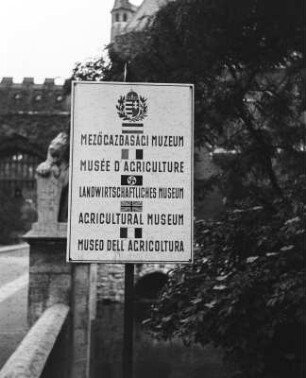 MEZŐGAZDASÁGI MUZEUM
MUSÉE D AGRICULTURE
LANDWIRTSCHAFTLICHES MUSEUM
AGRICULTURAL MUSEUM
MUSEO DELL AGRICOLTURA